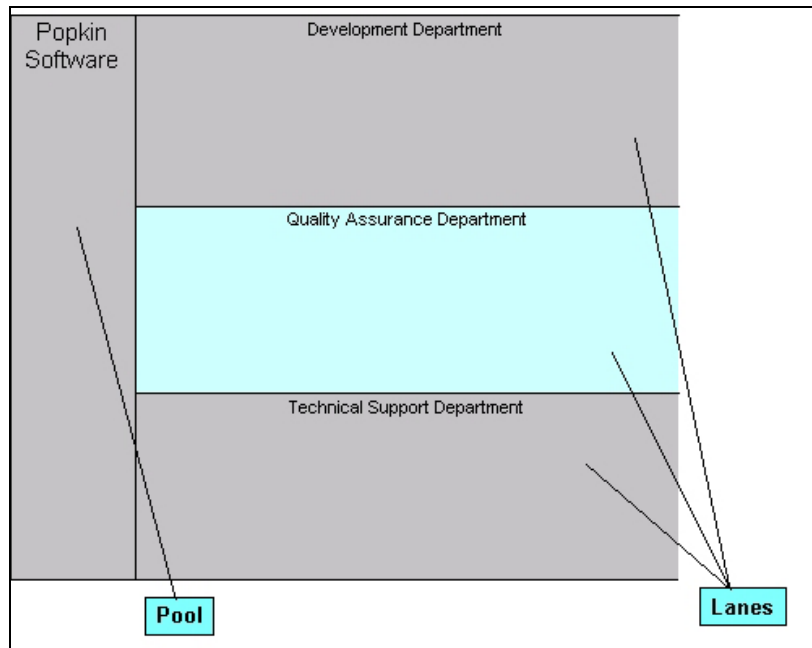 Popkin
Software
Development Department
Quality Assurance Department
Technical Support Department
Pool
Lanes